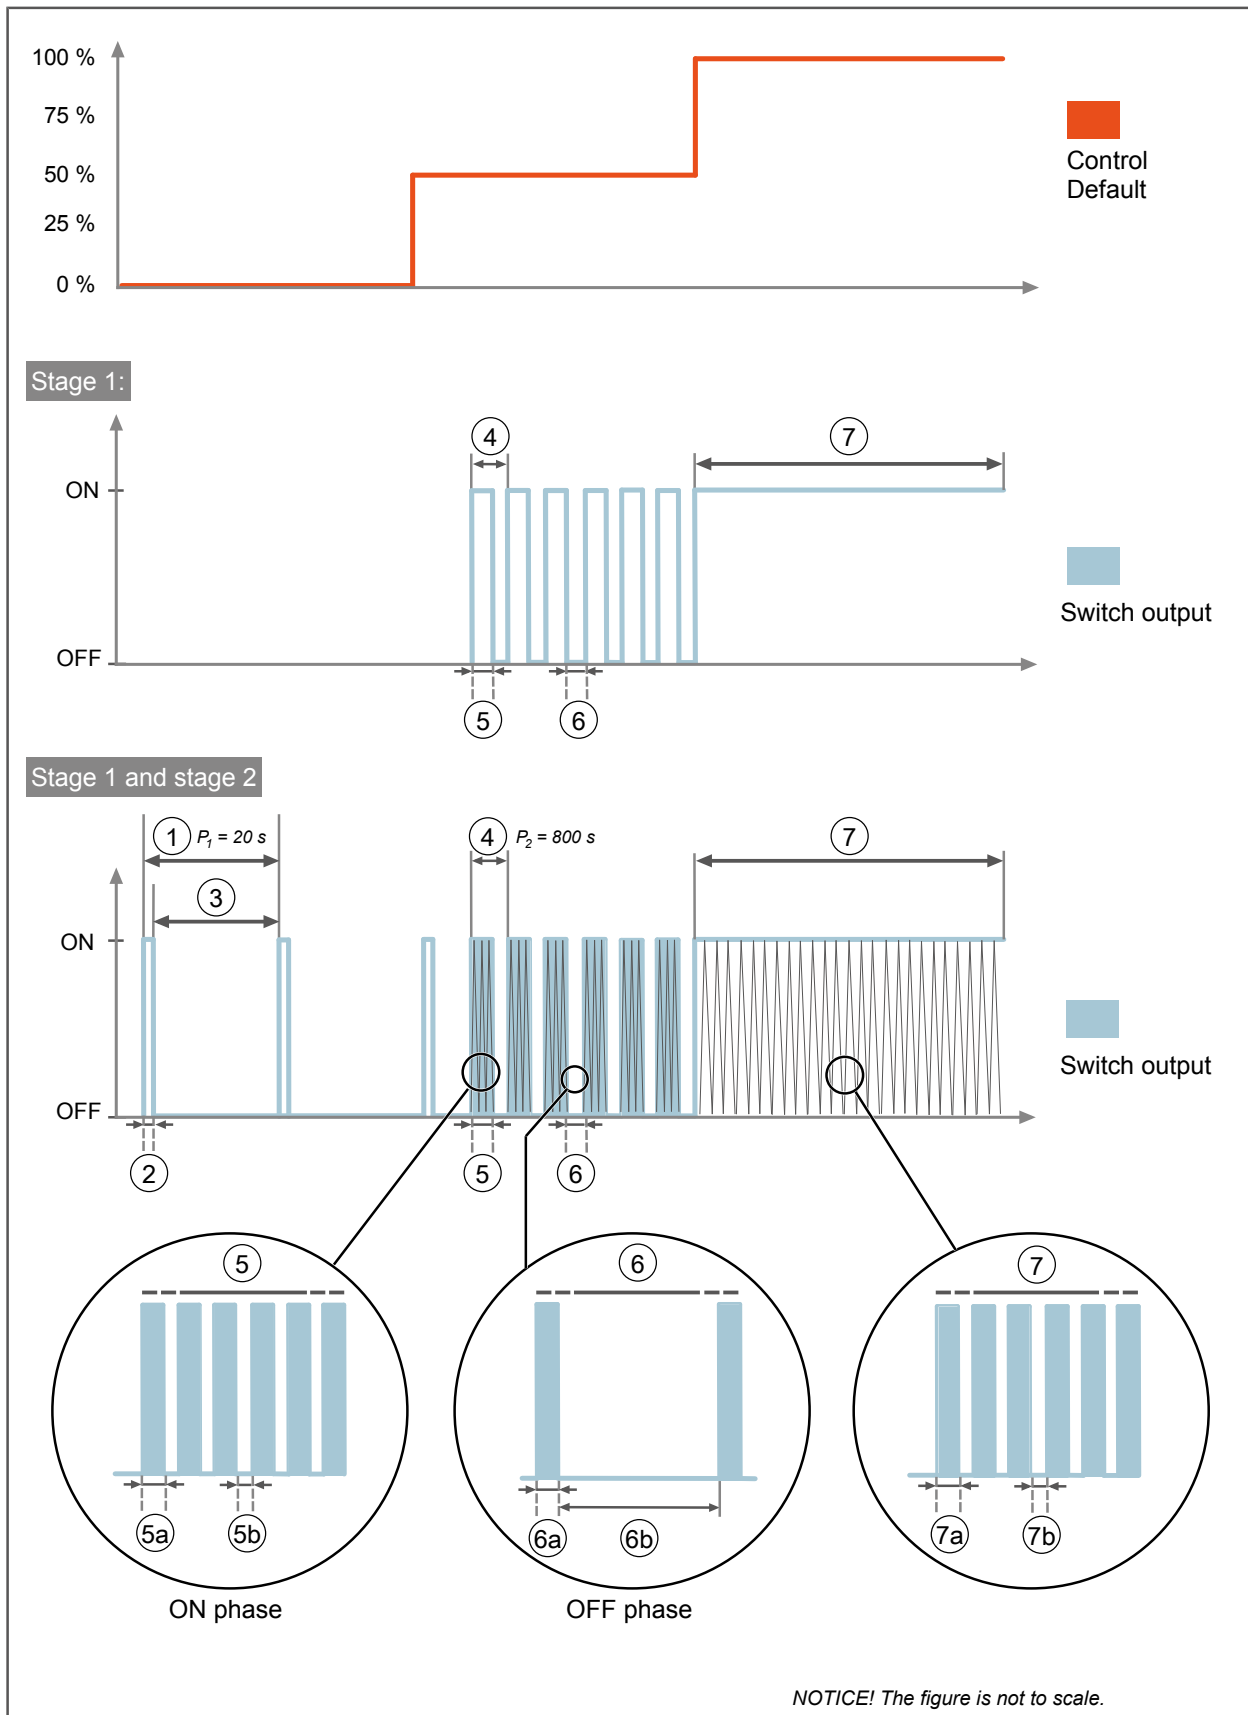 100 %
75 %
50 %
25 %
0 %
Control
Default
Stage 1:
4
7
ON
OFF
Switch output
5
6
Stage 1 and stage 2
1 P1 = 20 s
4 P2 = 800 s
7
3
ON
OFF
Switch output
2
5
6
5
6
7
5a
5b
6a
6b
7a
7b
ON phase
OFF phase
NOTICE! The figure is not to scale.